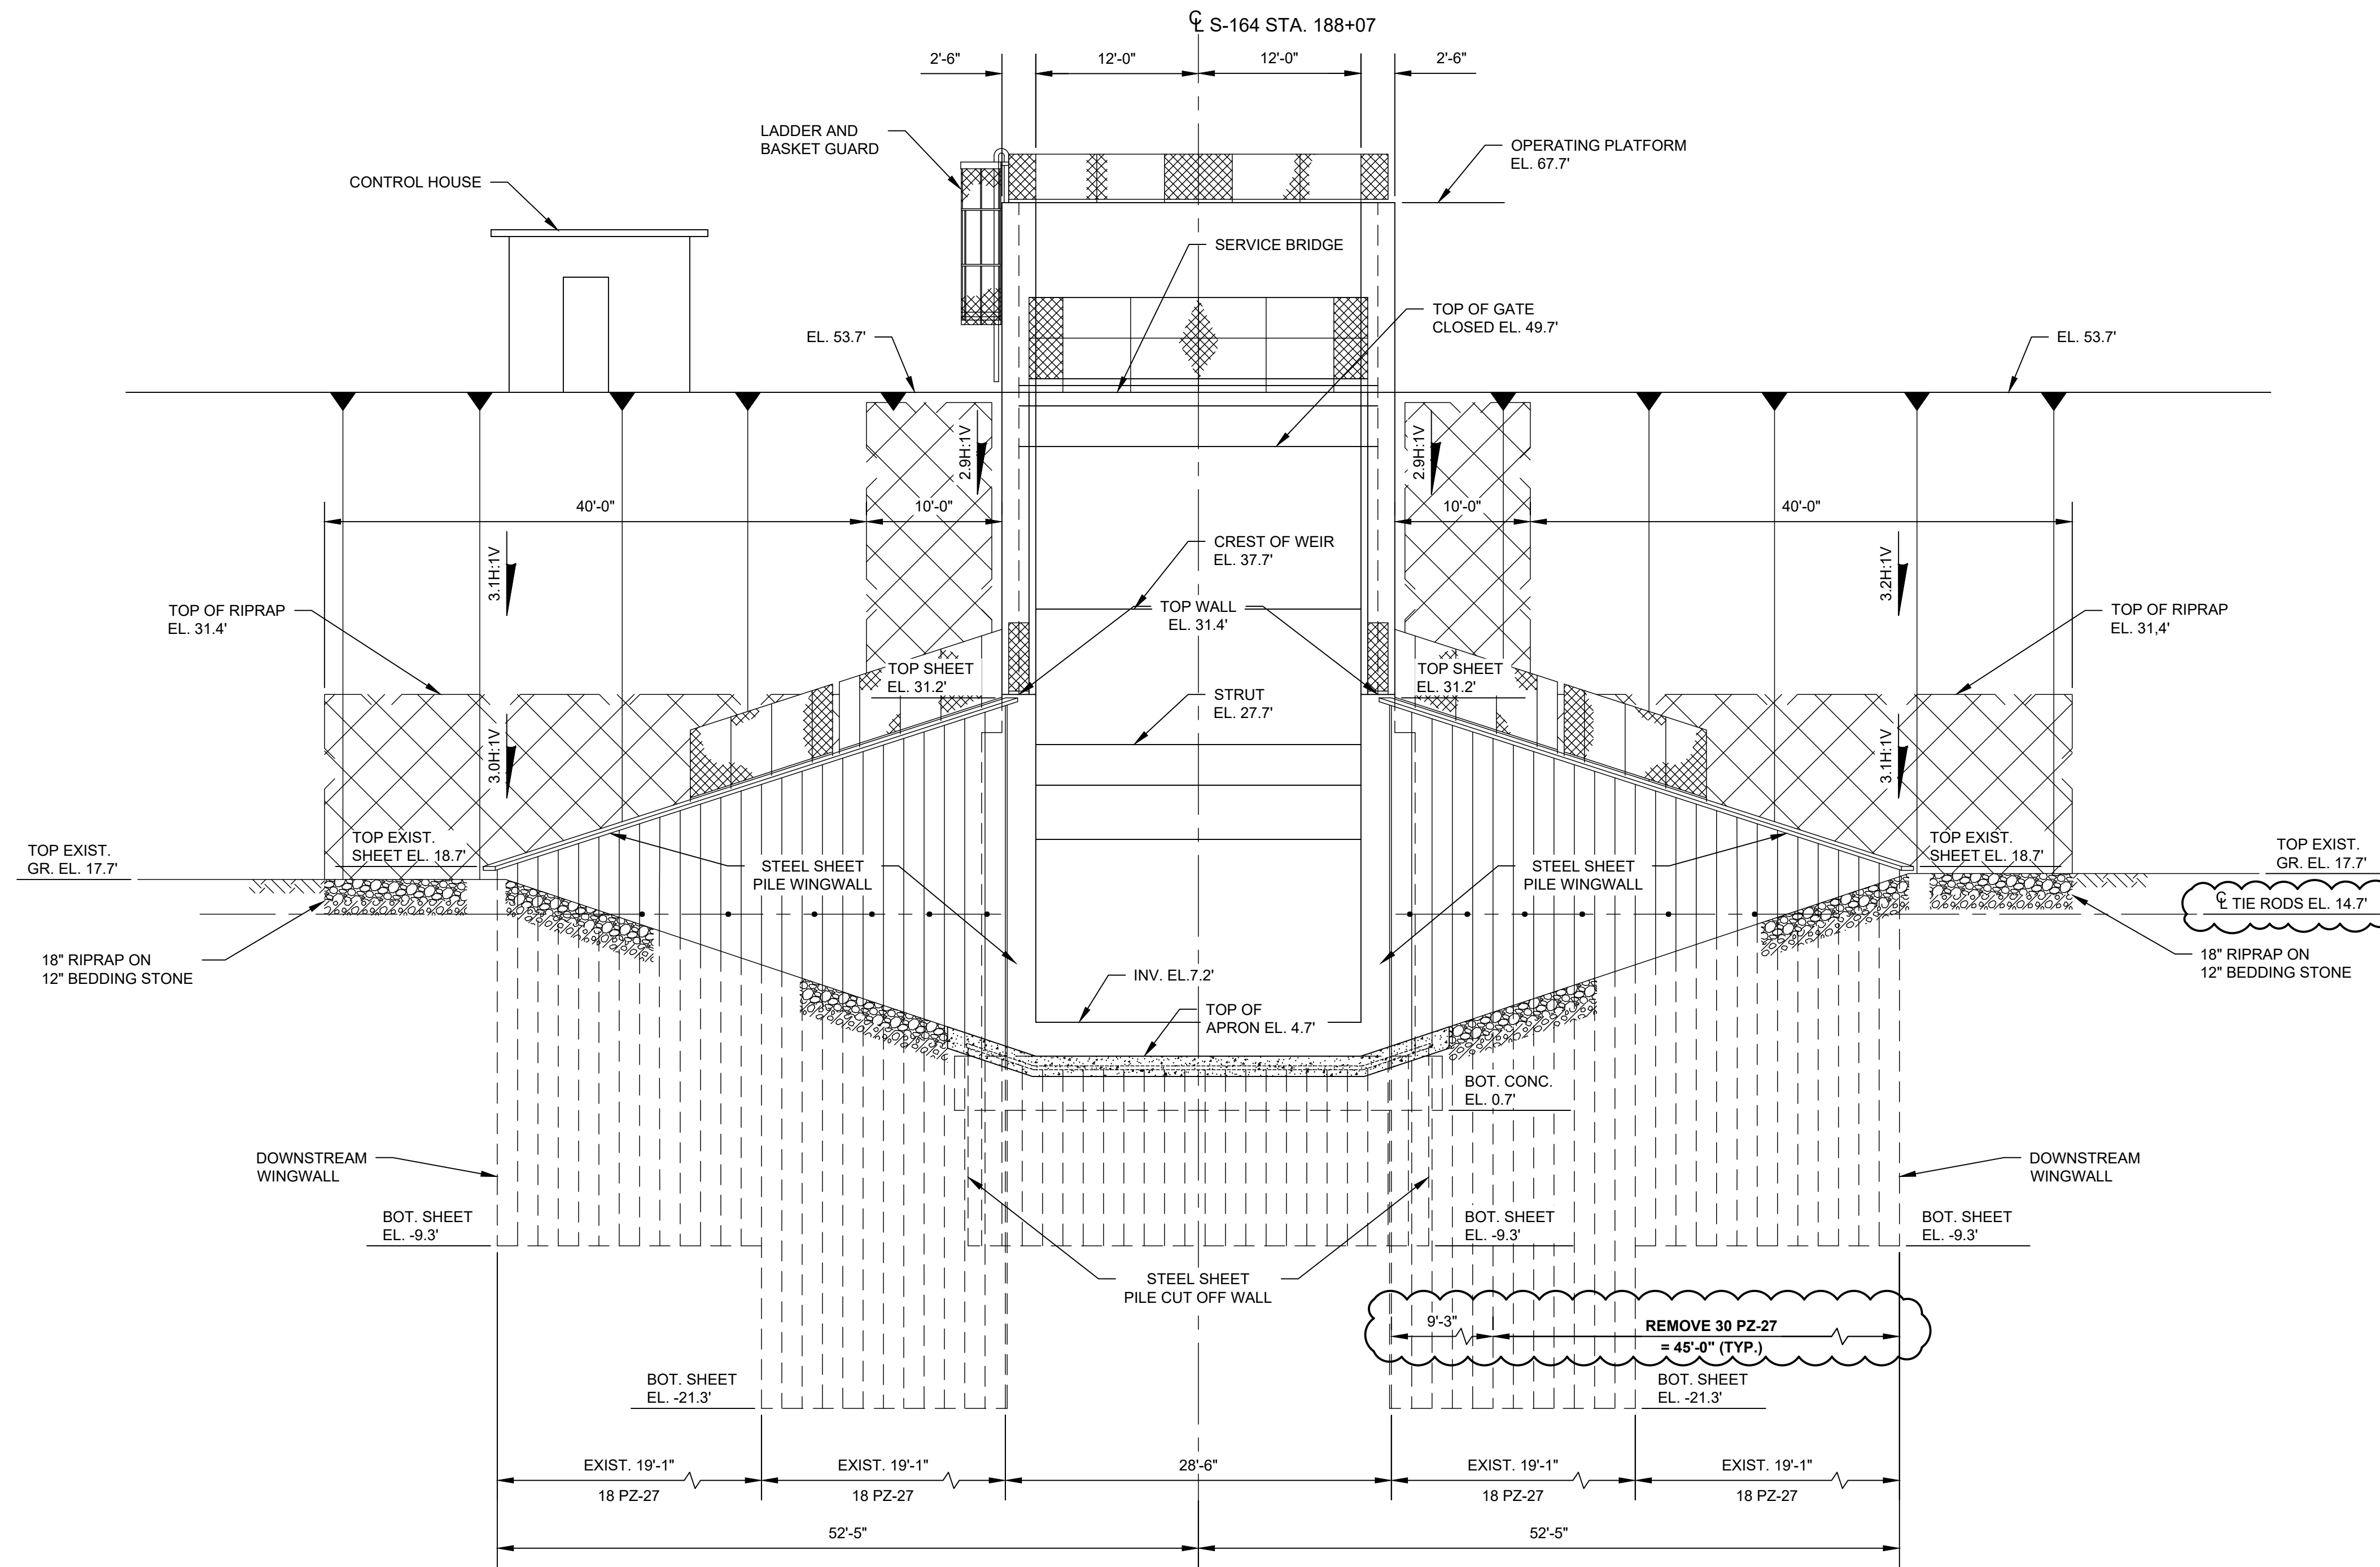 ℄ S-164 STA. 188+07
2'-6"
12'-0"
12'-0"
2'-6"
LADDER AND
BASKET GUARD
OPERATING PLATFORM
EL. 67.7'
CONTROL HOUSE
SERVICE BRIDGE
TOP OF GATE
CLOSED EL. 49.7'
EL. 53.7'
EL. 53.7'
2.9H:1V
2.9H:1V
40'-0"
10'-0"
10'-0"
40'-0"
3.1H:1V
3.2H:1V
CREST OF WEIR
EL. 37.7'
TOP OF RIPRAP
EL. 31.4'
TOP WALL
EL. 31.4'
TOP OF RIPRAP
EL. 31,4'
TOP SHEET
EL. 31.2'
TOP SHEET
EL. 31.2'
STRUT
EL. 27.7'
3.0H:1V
3.1H:1V
TOP EXIST.
GR. EL. 17.7'
TOP EXIST.
SHEET EL. 18.7'
STEEL SHEET
PILE WINGWALL
STEEL SHEET
PILE WINGWALL
TOP EXIST.
SHEET EL. 18.7'
TOP EXIST.
GR. EL. 17.7'
℄ TIE RODS EL. 14.7'
18" RIPRAP ON
12" BEDDING STONE
INV. EL.7.2'
18" RIPRAP ON
12" BEDDING STONE
TOP OF
APRON EL. 4.7'
BOT. CONC.
EL. 0.7'
DOWNSTREAM
WINGWALL
DOWNSTREAM
WINGWALL
BOT. SHEET
EL. -9.3'
BOT. SHEET
EL. -9.3'
BOT. SHEET
EL. -9.3'
STEEL SHEET
PILE CUT OFF WALL
9'-3"
REMOVE 30 PZ-27
= 45'-0" (TYP.)
BOT. SHEET
EL. -21.3'
BOT. SHEET
EL. -21.3'
EXIST. 19'-1"
18 PZ-27
EXIST. 19'-1"
18 PZ-27
28'-6"
EXIST. 19'-1"
18 PZ-27
EXIST. 19'-1"
18 PZ-27
52'-5"
52'-5"